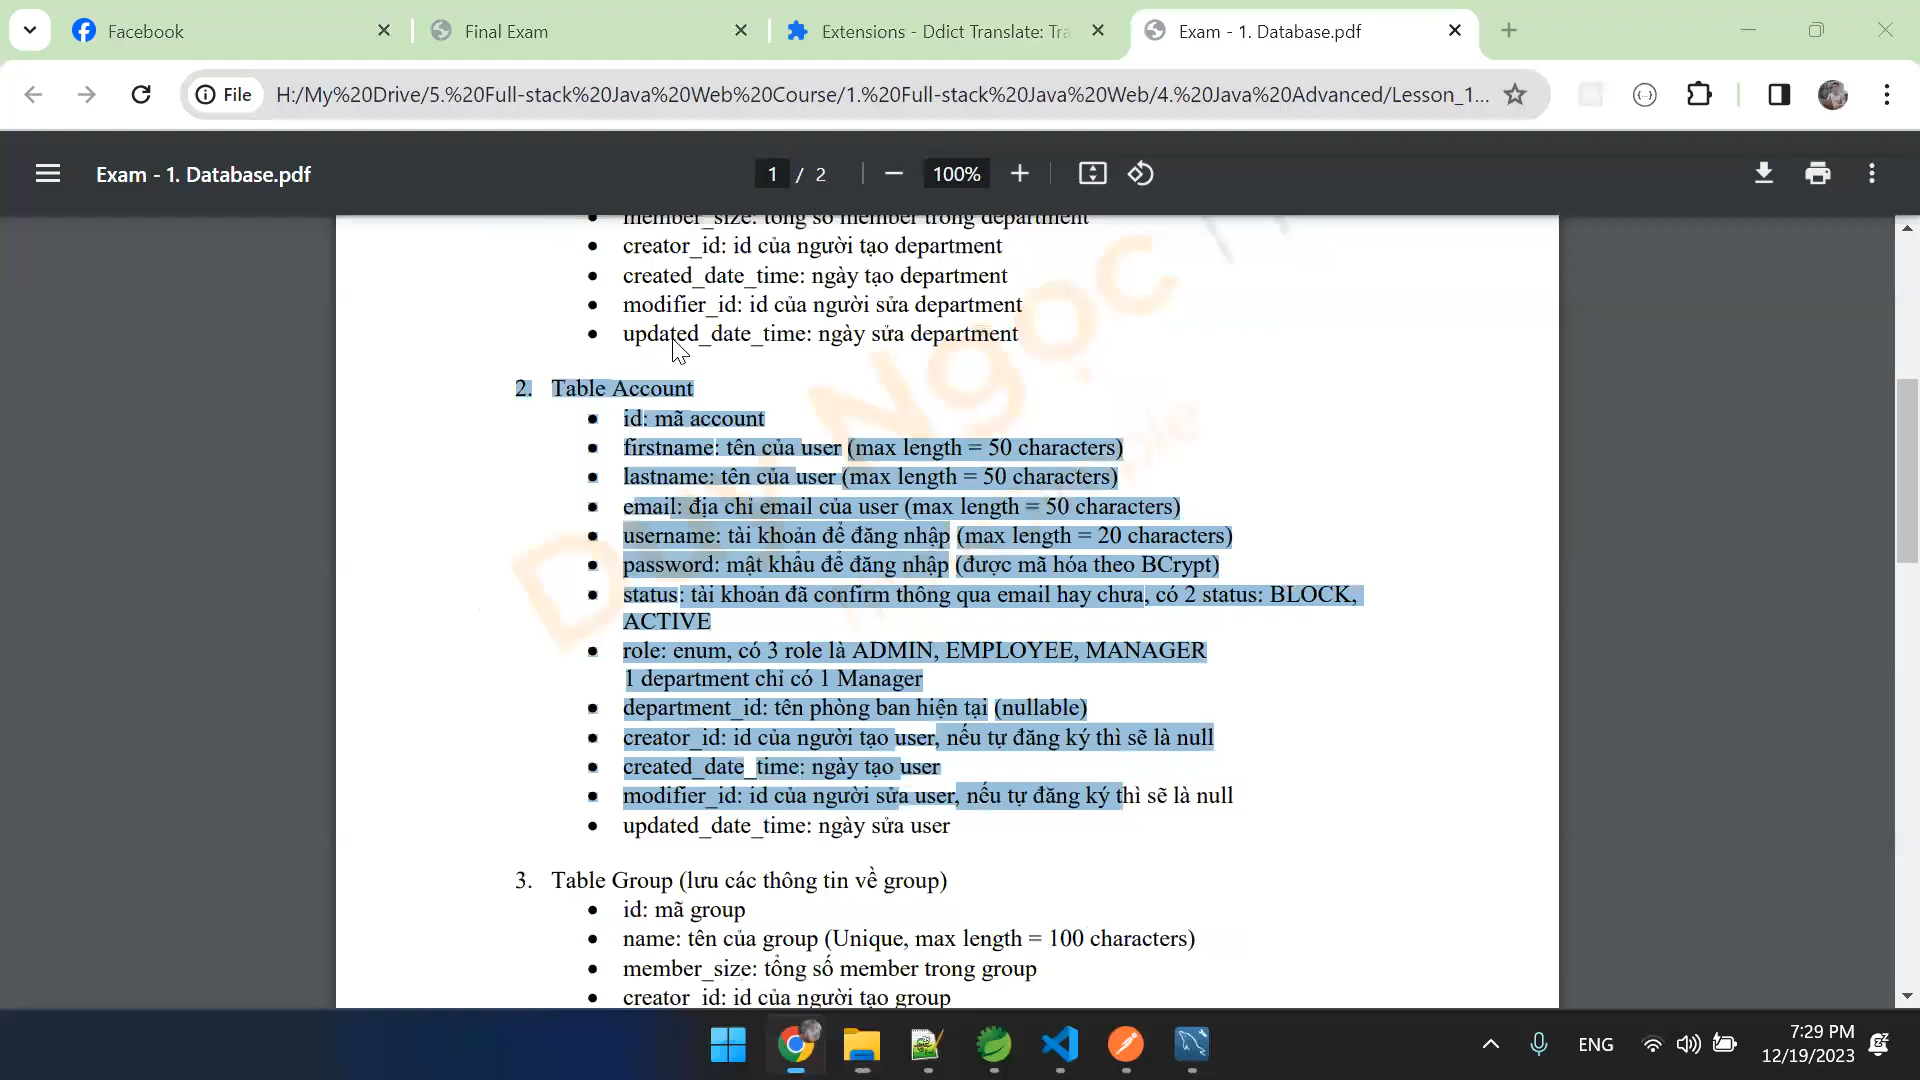 Facebook
Final Exam
Extensions - Ddict Translate: Tra
Exam - 1. Database.pdf
File
H:/My%20Drive/5.%20Full-stack%20Java%20Web%20Course/1.%20Full-stack%20Java%20Web/4.%20Java%20Advanced/Lesson_1...
Exam - 1. Database.pdf
1 / 2
100%
• member_size: tổng số member trong department
• creator_id: id của người tạo department
• created_date_time: ngày tạo department
• modifier_id: id của người sửa department
• updated_date_time: ngày sửa department
2. Table Account
• id: mã account
• firstname: tên của user (max length = 50 characters)
• lastname: tên của user (max length = 50 characters)
• email: địa chỉ email của user (max length = 50 characters)
• username: tài khoản để đăng nhập (max length = 20 characters)
• password: mật khẩu để đăng nhập (được mã hóa theo BCrypt)
• status: tài khoản đã confirm thông qua email hay chưa, có 2 status: BLOCK,
ACTIVE
• role: enum, có 3 role là ADMIN, EMPLOYEE, MANAGER
1 department chỉ có 1 Manager
• department_id: tên phòng ban hiện tại (nullable)
• creator_id: id của người tạo user, nếu tự đăng ký thì sẽ là null
• created_date_time: ngày tạo user
• modifier_id: id của người sửa user, nếu tự đăng ký thì sẽ là null
• updated_date_time: ngày sửa user
3. Table Group (lưu các thông tin về group)
• id: mã group
• name: tên của group (Unique, max length = 100 characters)
• member_size: tổng số member trong group
• creator_id: id của người tạo group
ENG
7:29 PM
12/19/2023